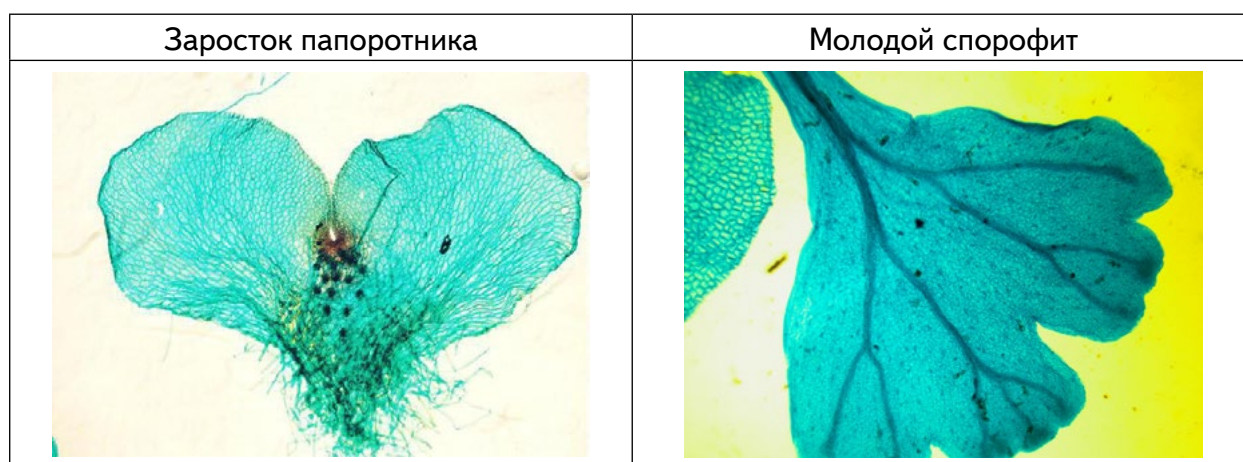 Заросток папоротника
Молодой спорофит